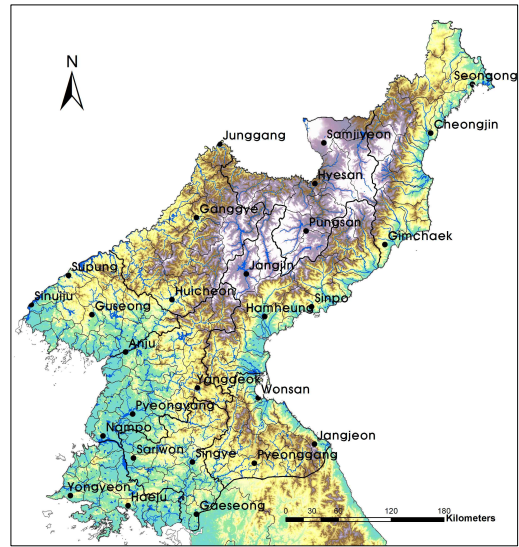 N
Seongong
Cheongjin
Junggang
Samjiyeon
Hyesan
Ganggye
Pungsan
Gimchaek
Supung
Jangjin
Sinuiju
Huicheon
Sinpo
Guseong
Hamheung
Anju
Yanggeok
Wonsan
Pyeongyang
Nampo
Jangjeon
Sariwon
Singye
Pyeonggang
Yongyeon
Haeju
Gaeseong
0 30 60 120 180
Kilometers